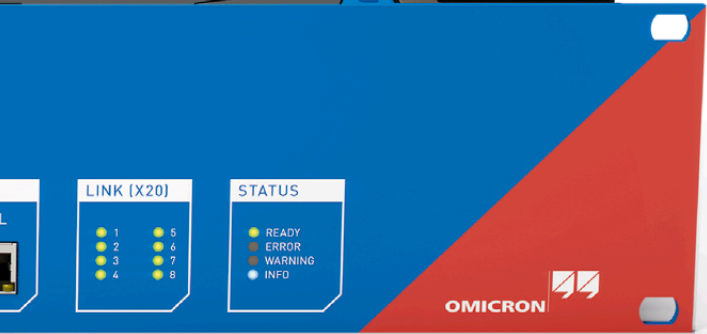 L
LINK (X20)
1 5
2 6
3 7
4 8
STATUS
READY
ERROR
WARNING
INFO
OMICRON